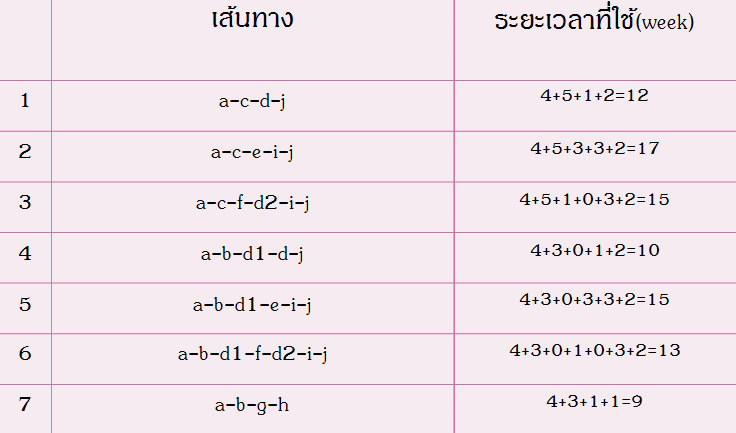 เส้นทาง ระยะเวลาที่ใช้(week)
1 a-c-d-j 4+5+1+2=12
2 a-c-e-i-j 4+5+3+3+2=17
3 a-c-f-d2-i-j 4+5+1+0+3+2=15
4 a-b-d1-d-j 4+3+0+1+2=10
5 a-b-d1-e-i-j 4+3+0+3+3+2=15
6 a-b-d1-f-d2-i-j 4+3+0+1+0+3+2=13
7 a-b-g-h 4+3+1+1=9